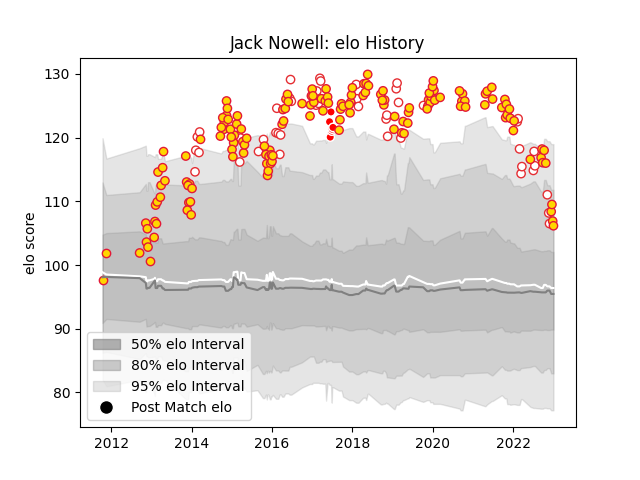 Jack Nowell: elo History
elo score
130
120
110
100
90
80
50% elo Interval
80% elo Interval
95% elo Interval
Post Match elo
2012 2014 2016 2018 2020 2022